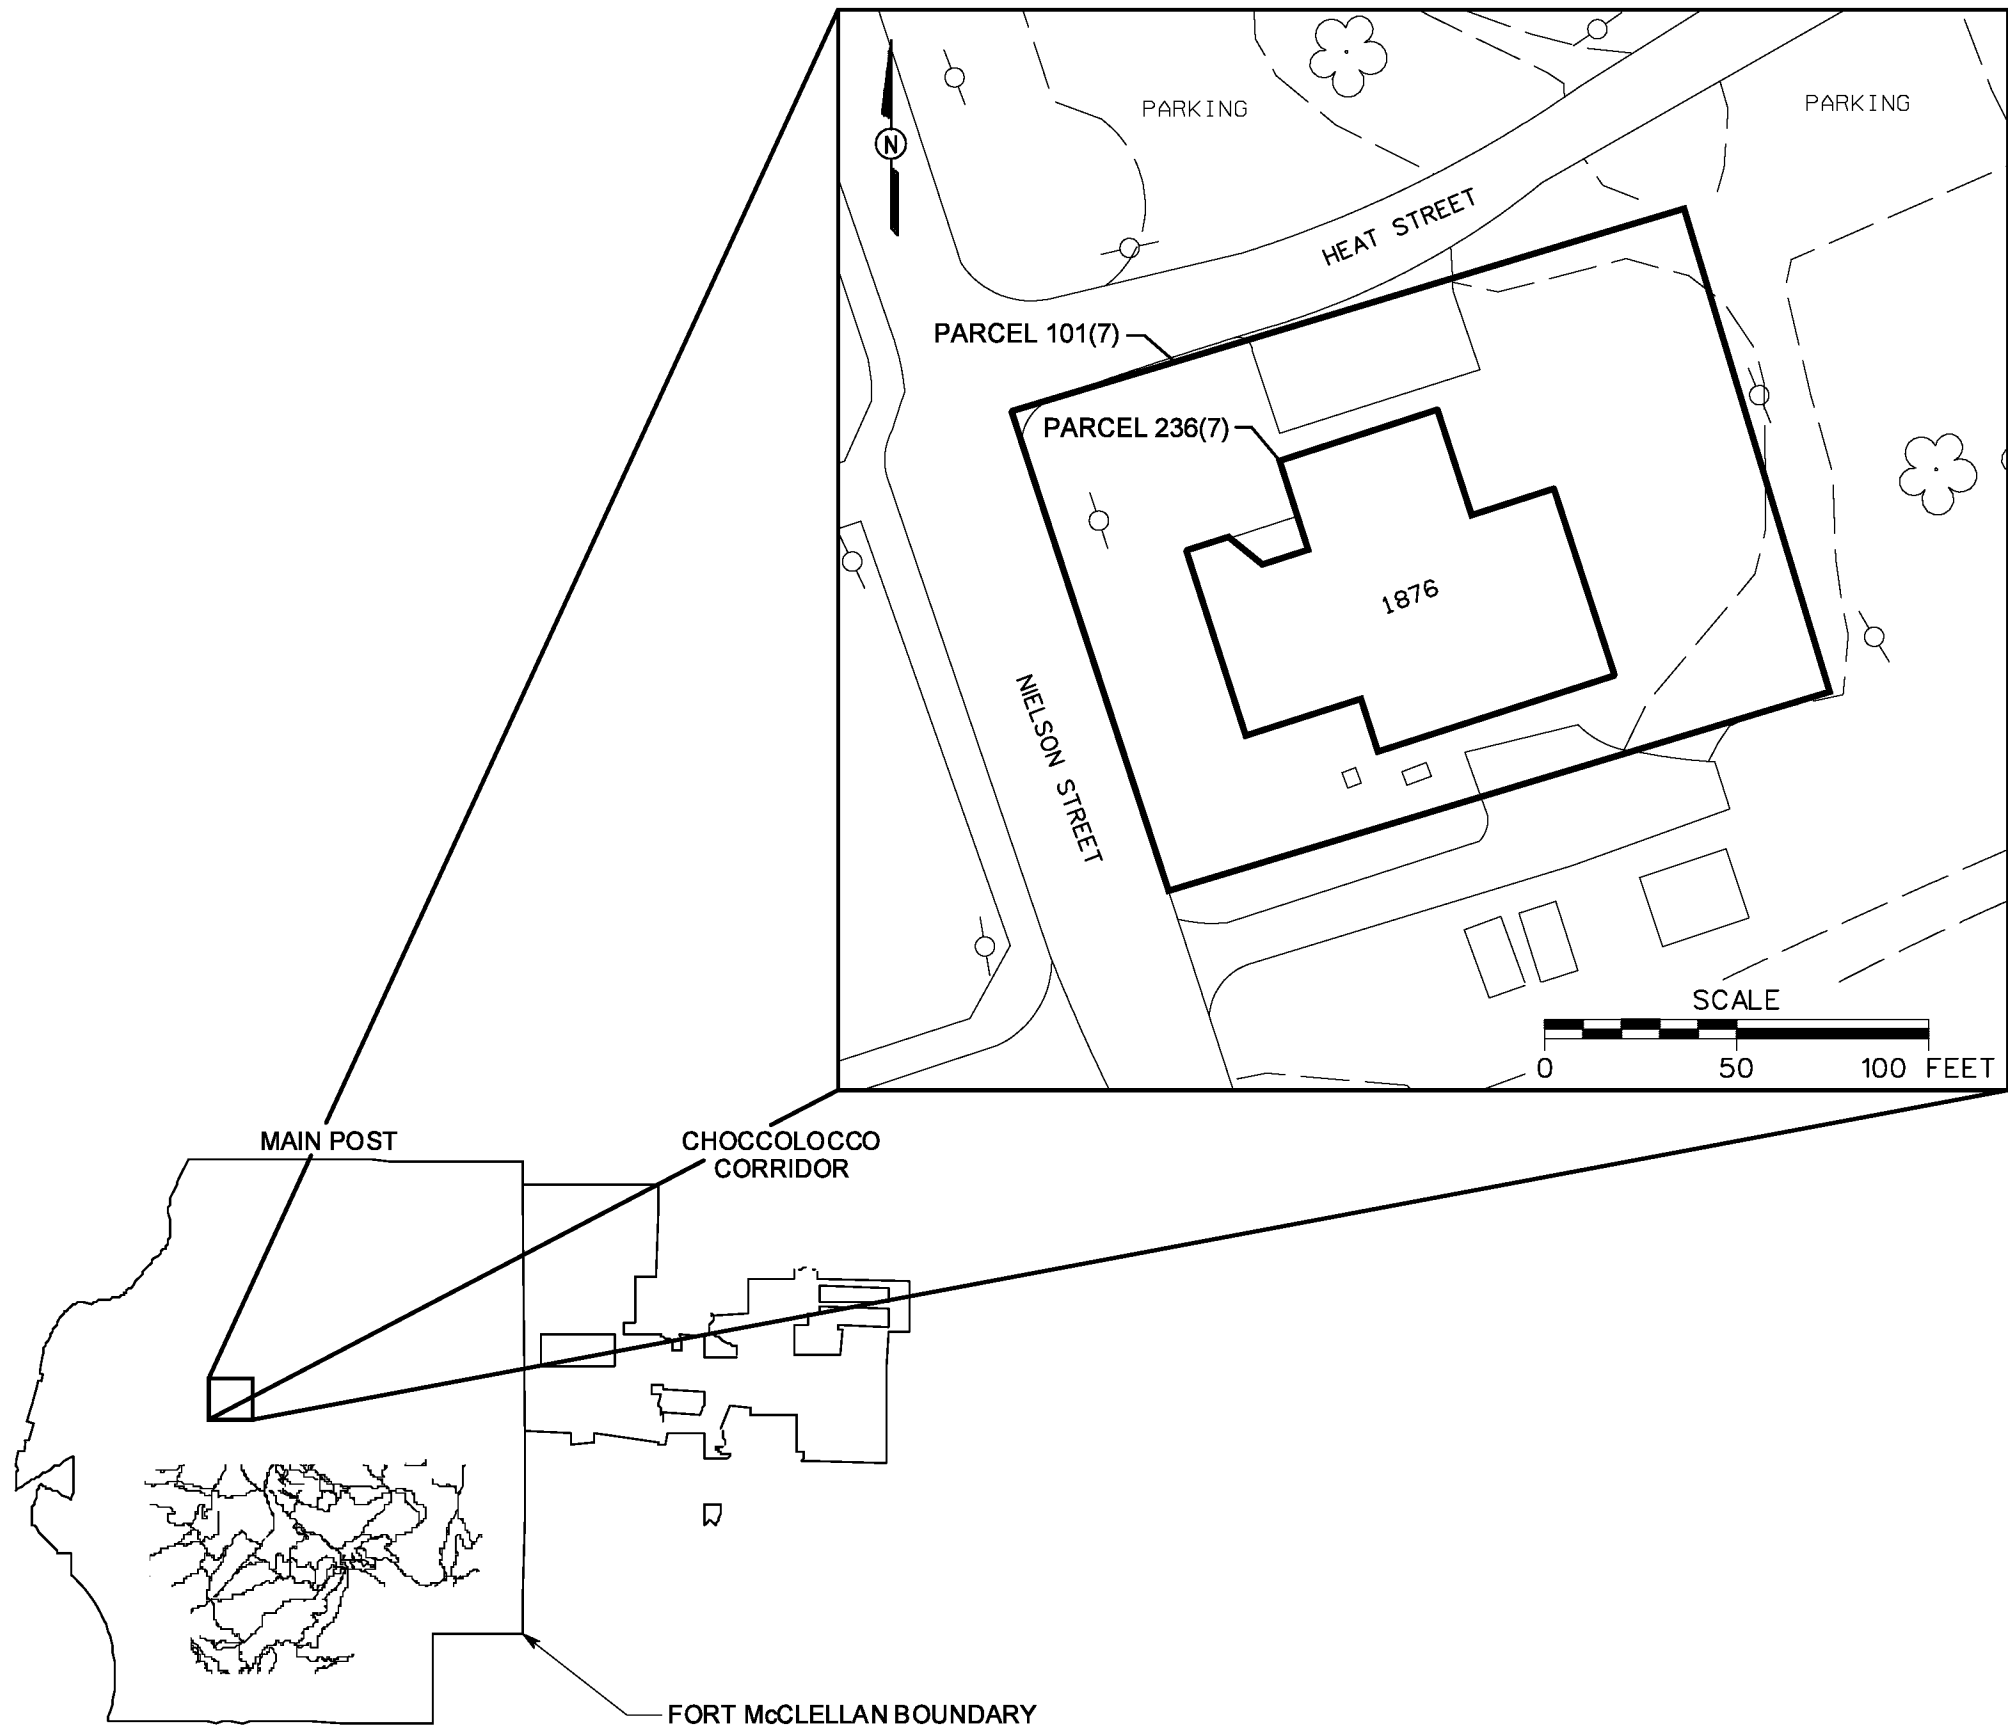 PARKING
PARKING
N
HEAT STREET
PARCEL 101(7)
PARCEL 236(7)
1876
NIELSON STREET
SCALE
0 50 100 FEET
MAIN POST
CHOCCOLOCCO
CORRIDOR
FORT McCLELLAN BOUNDARY